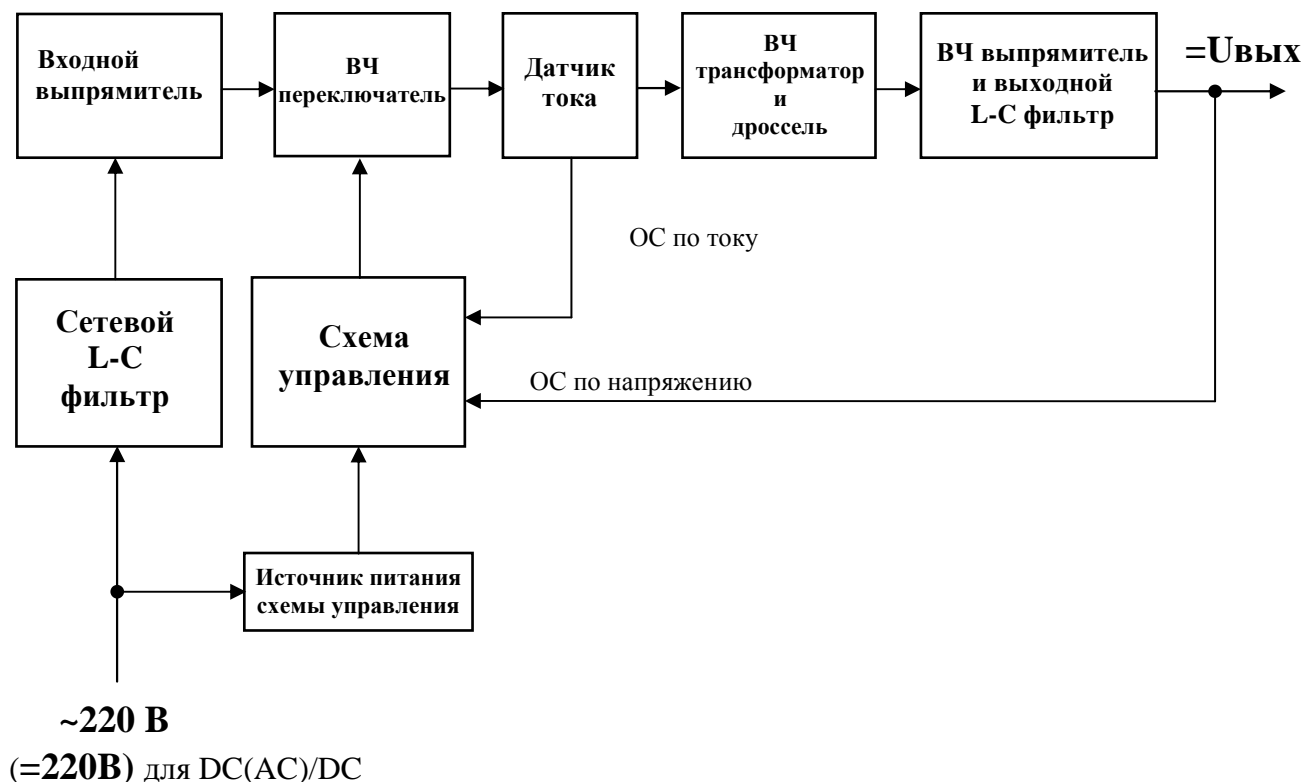 Входной
выпрямитель
ВЧ
переключатель
Датчик
тока
ВЧ
трансформатор
и
дроссель
ВЧ выпрямитель
и выходной
L-C фильтр
=Uвых
ОС по току
Сетевой
L-C
фильтр
Схема
управления
ОС по напряжению
Источник питания
схемы управления
~220 В
(=220В) для DC(AC)/DC